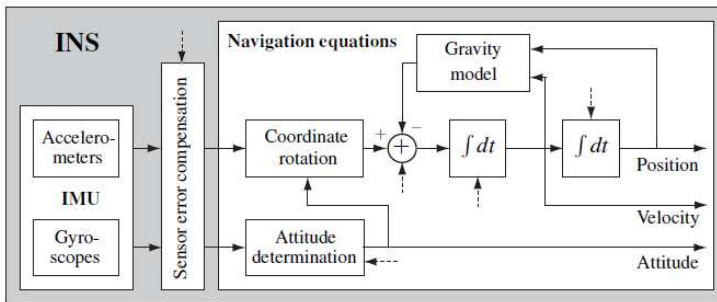 INS
Navigation equations
Gravity
model
Sensor error compensation
Accelero-
meters
Coordinate
rotation
+
−
+
∫ dt
∫ dt
Position
IMU
Velocity
Gyro-
scopes
Attitude
determination
Attitude